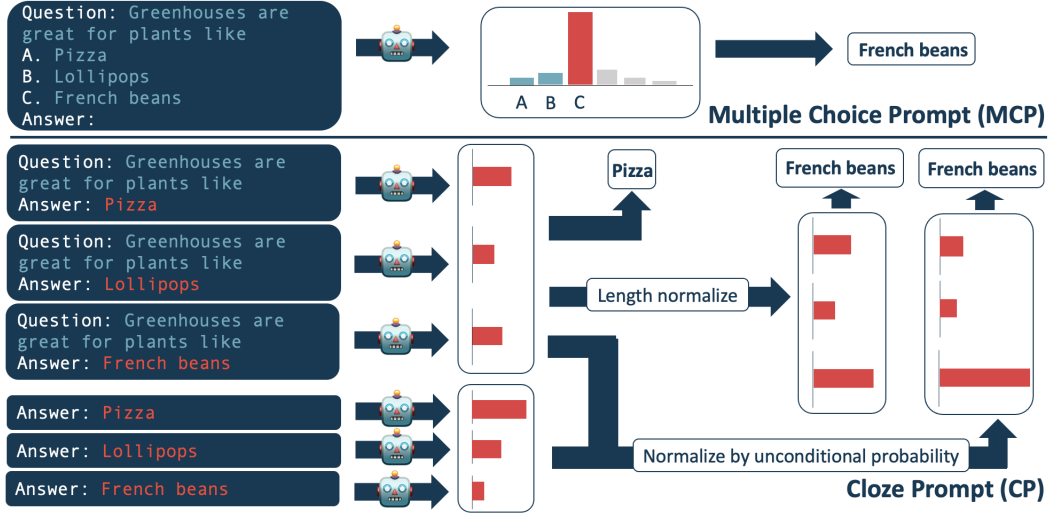 Question: Greenhouses are
great for plants like
A. Pizza
B. Lollipops
C. French beans
Answer:
A B C
French beans
Multiple Choice Prompt (MCP)
Question: Greenhouses are
great for plants like
Answer: Pizza
Question: Greenhouses are
great for plants like
Answer: Lollipops
Question: Greenhouses are
great for plants like
Answer: French beans
Answer: Pizza
Answer: Lollipops
Answer: French beans
Pizza
French beans
French beans
Length normalize
Normalize by unconditional probability
Cloze Prompt (CP)